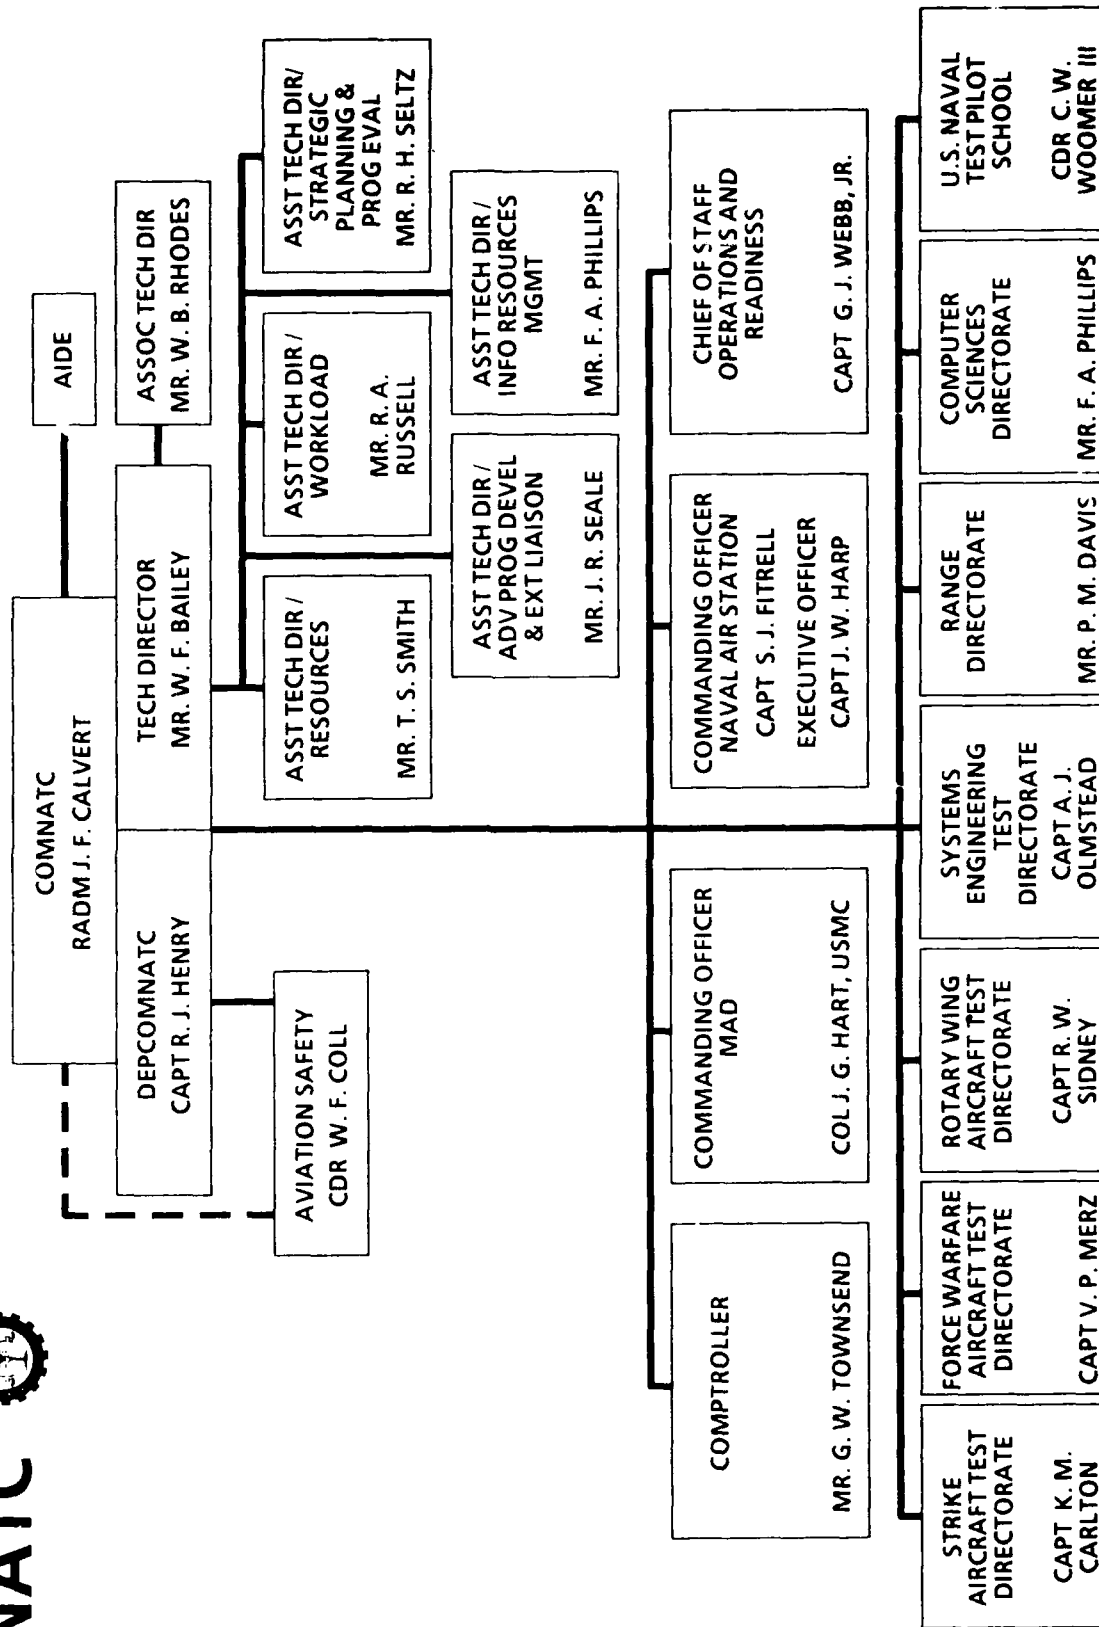 NATC
COMNATC
RADM J. F. CALVERT
AIDE
DEPCOMNATC
CAPT R. J. HENRY
TECH DIRECTOR
MR. W. F. BAILEY
ASSOC TECH DIR
MR. W. B. RHODES
AVIATION SAFETY
CDR W. F. COLL
ASST TECH DIR /
RESOURCES
MR. T. S. SMITH
ASST TECH DIR /
WORKLOAD
MR. R. A.
RUSSELL
ASST TECH DIR/
STRATEGIC
PLANNING &
PROG EVAL
MR. R. H. SELTZ
ASST TECH DIR /
ADV PROG DEVEL
& EXT LIAISON
MR. J. R. SEALE
ASST TECH DIR /
INFO RESOURCES
MGMT
MR. F. A. PHILLIPS
COMPTROLLER
MR. G. W. TOWNSEND
COMMANDING OFFICER
MAD
COL J. G. HART, USMC
COMMANDING OFFICER
NAVAL AIR STATION
CAPT S. J. FITRELL
EXECUTIVE OFFICER
CAPT J. W. HARP
CHIEF OF STAFF
OPERATIONS AND
READINESS
CAPT G. J. WEBB, JR.
STRIKE
AIRCRAFT TEST
DIRECTORATE
CAPT K. M.
CARLTON
FORCE WARFARE
AIRCRAFT TEST
DIRECTORATE
CAPT V. P. MERZ
ROTARY WING
AIRCRAFT TEST
DIRECTORATE
CAPT R. W.
SIDNEY
SYSTEMS
ENGINEERING
TEST
DIRECTORATE
CAPT A. J.
OLMSTEAD
RANGE
DIRECTORATE
MR. P. M. DAVIS
COMPUTER
SCIENCES
DIRECTORATE
MR. F. A. PHILLIPS
U.S. NAVAL
TEST PILOT
SCHOOL
CDR C. W.
WOOMER III